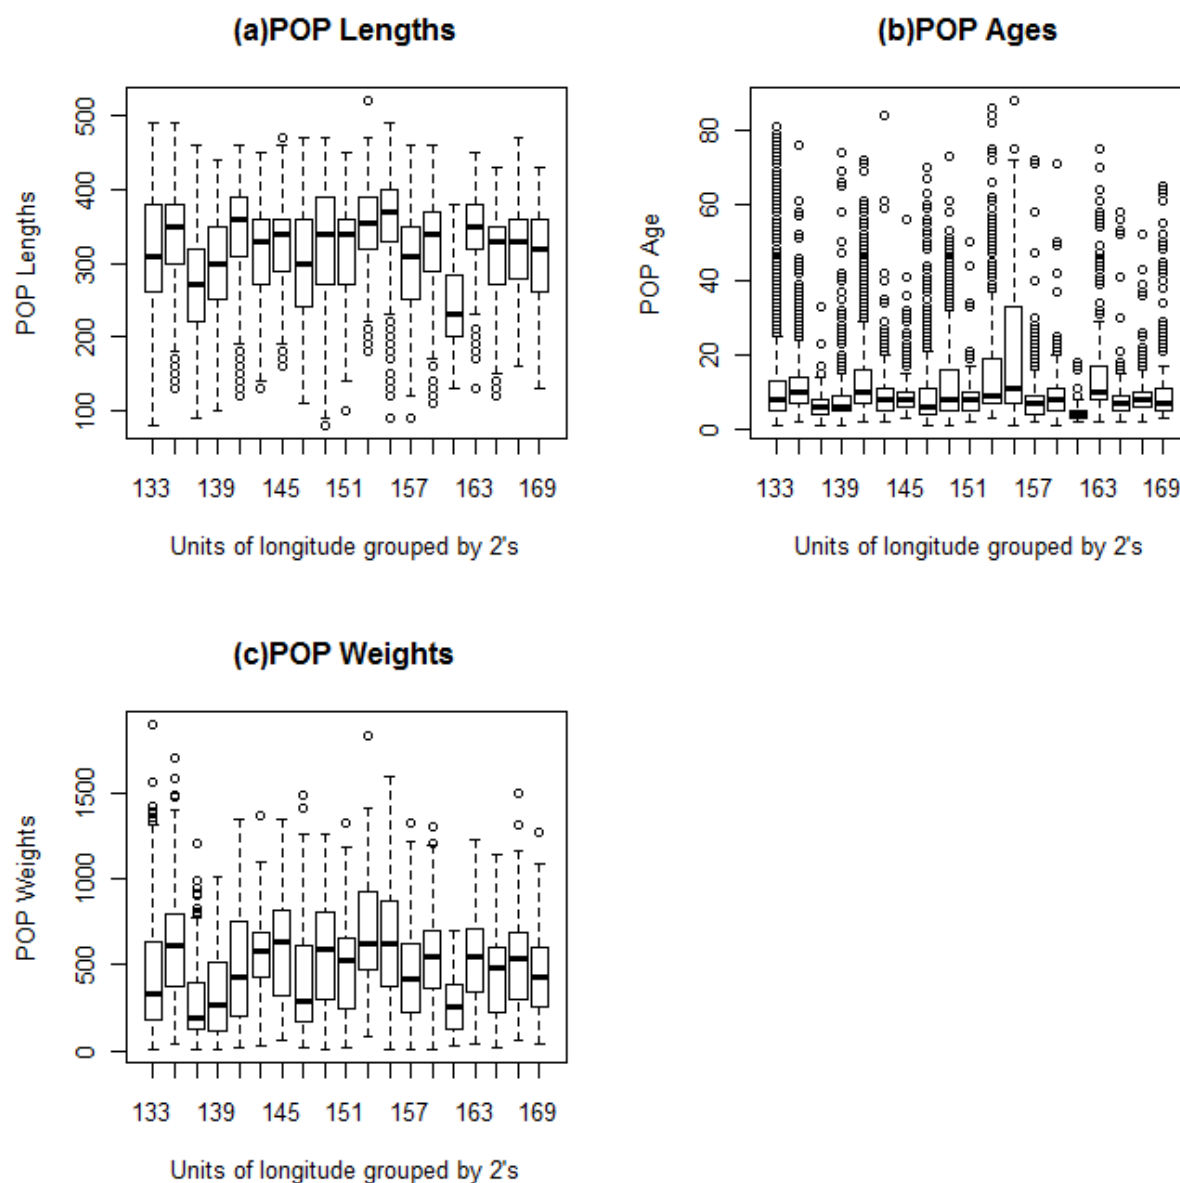 (a)POP Lengths
POP Lengths
500
400
300
200
100
133 139 145 151 157 163 169
Units of longitude grouped by 2's
(b)POP Ages
POP Age
80
60
40
20
0
133 139 145 151 157 163 169
Units of longitude grouped by 2's
(c)POP Weights
POP Weights
1500
1000
500
0
133 139 145 151 157 163 169
Units of longitude grouped by 2's